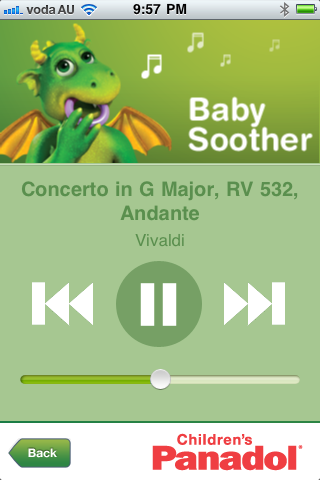 voda AU 9:57 PM
Baby
Soother
Concerto in G Major, RV 532,
Andante
Vivaldi
Back
Children's
Panadol®